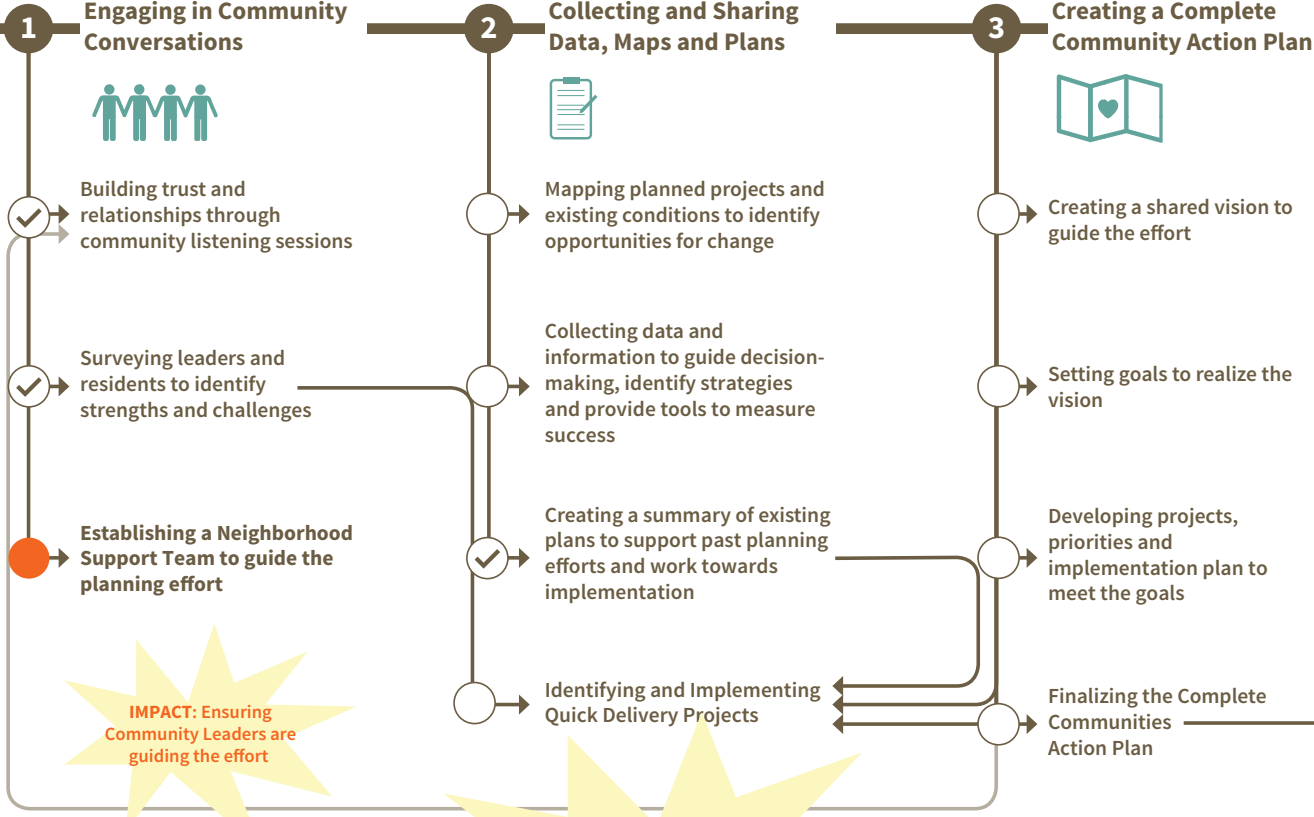 1
Engaging in Community
Conversations
Building trust and
relationships through
community listening sessions
Surveying leaders and
residents to identify
strengths and challenges
Establishing a Neighborhood
Support Team to guide the
planning effort
IMPACT: Ensuring
Community Leaders are
guiding the effort
2
Collecting and Sharing
Data, Maps and Plans
Mapping planned projects and
existing conditions to identify
opportunities for change
Collecting data and
information to guide decision-
making, identify strategies
and provide tools to measure
success
Creating a summary of existing
plans to support past planning
efforts and work towards
implementation
Identifying and Implementing
Quick Delivery Projects
3
Creating a Complete
Community Action Plan
Creating a shared vision to
guide the effort
Setting goals to realize the
vision
Developing projects,
priorities and
implementation plan to
meet the goals
Finalizing the Complete
Communities
Action Plan